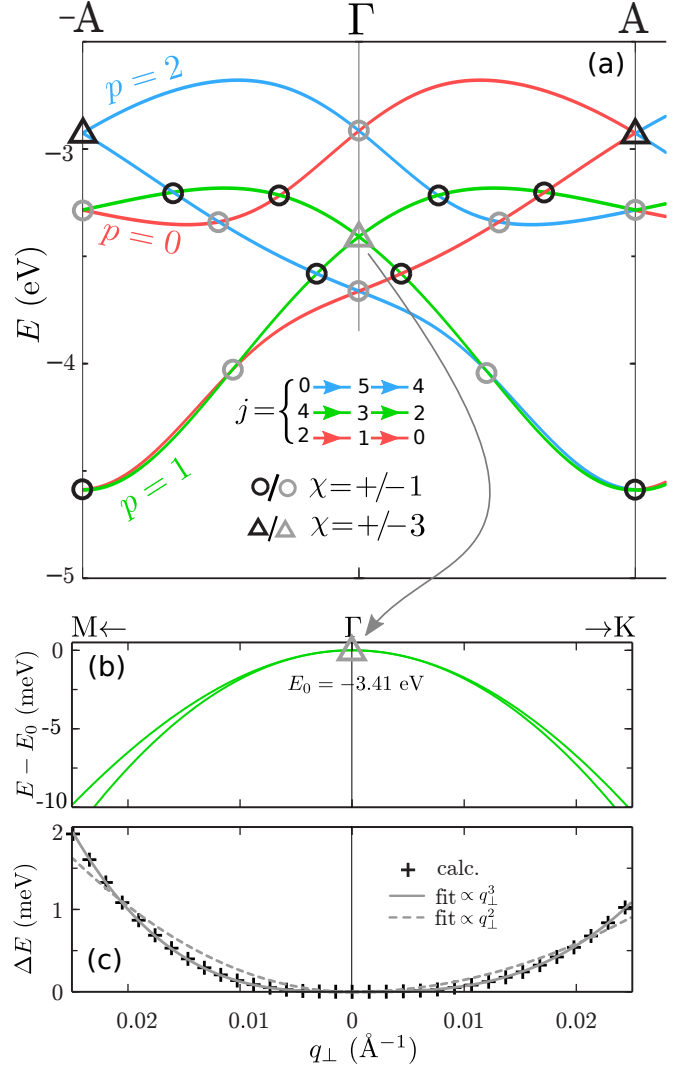 −A Γ A
(a)
p = 2
−3
p = 0
E (eV)
−4
j = { 0 5 4
4 3 2
2 1 0
p = 1
/ χ=+/−1
/ χ=+/−3
−5
M← Γ →K
(b)
0
E₀ = −3.41 eV
-5
-10
E − E₀ (meV)
2
calc.
fit ∝ q⊥³
fit ∝ q⊥²
1
ΔE (meV)
(c)
0
0.02 0.01 0 0.01 0.02
q⊥ (Å⁻¹)